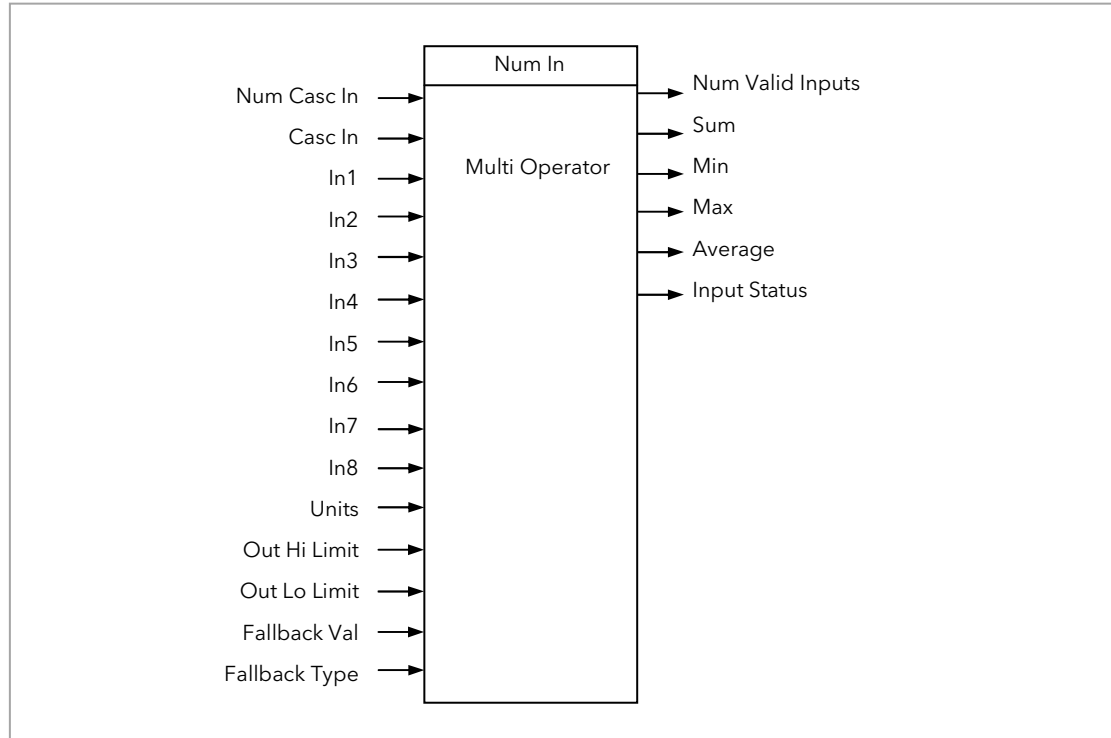 Num In
Multi Operator
Num Casc In
Casc In
In1
In2
In3
In4
In5
In6
In7
In8
Units
Out Hi Limit
Out Lo Limit
Fallback Val
Fallback Type
Num Valid Inputs
Sum
Min
Max
Average
Input Status